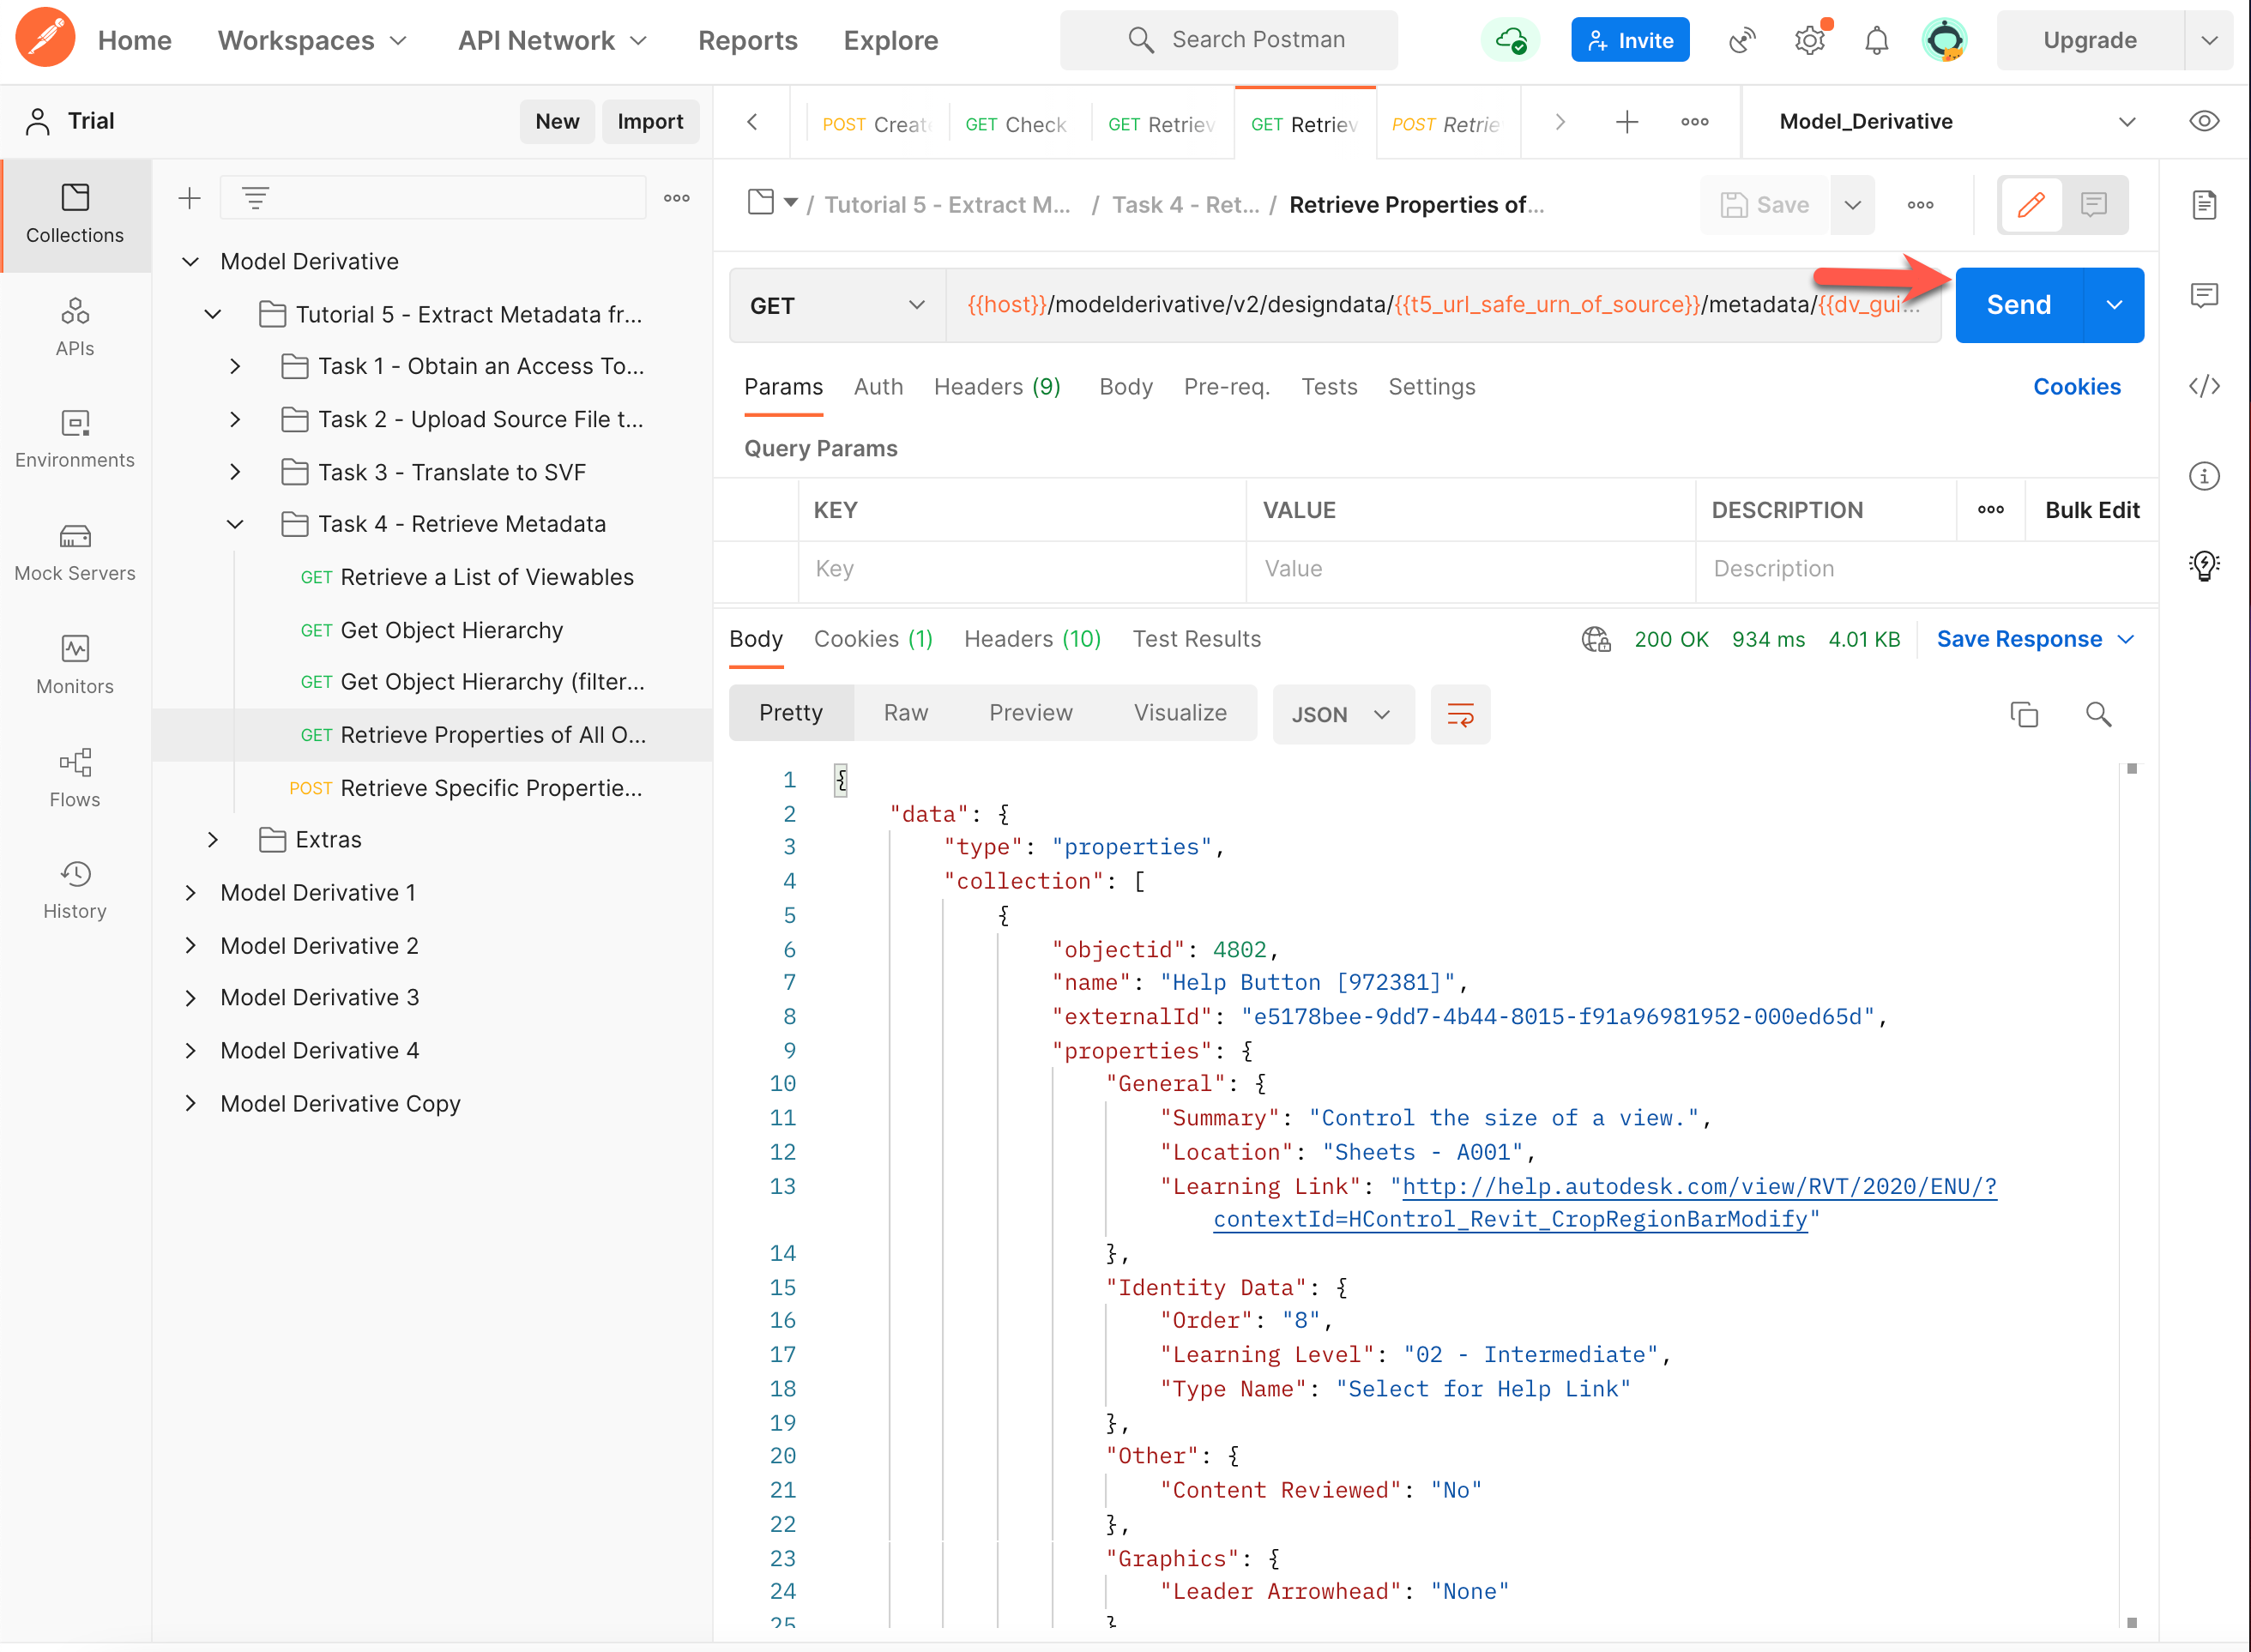 Home Workspaces API Network Reports Explore Search Postman Invite Upgrade
Trial New Import
POST Create GET Check GET Retriev GET Retriev POST Retrie Model_Derivative
Collections
APIs
Environments
Mock Servers
Monitors
Flows
History
Model Derivative
Tutorial 5 - Extract Metadata fr...
Task 1 - Obtain an Access To...
Task 2 - Upload Source File t...
Task 3 - Translate to SVF
Task 4 - Retrieve Metadata
GET Retrieve a List of Viewables
GET Get Object Hierarchy
GET Get Object Hierarchy (filter...
GET Retrieve Properties of All O...
POST Retrieve Specific Propertie...
Extras
Model Derivative 1
Model Derivative 2
Model Derivative 3
Model Derivative 4
Model Derivative Copy
/ Tutorial 5 - Extract M... / Task 4 - Ret... / Retrieve Properties of... Save
GET {{host}}/modelderivative/v2/designdata/{{t5_url_safe_urn_of_source}}/metadata/{{dv_gui... Send
Params Auth Headers (9) Body Pre-req. Tests Settings Cookies
Query Params
KEY VALUE DESCRIPTION Bulk Edit
Key Value Description
Body Cookies (1) Headers (10) Test Results 200 OK 934 ms 4.01 KB Save Response
Pretty Raw Preview Visualize JSON
1 {
2 "data": {
3 "type": "properties",
4 "collection": [
5 {
6 "objectid": 4802,
7 "name": "Help Button [972381]",
8 "externalId": "e5178bee-9dd7-4b44-8015-f91a96981952-000ed65d",
9 "properties": {
10 "General": {
11 "Summary": "Control the size of a view.",
12 "Location": "Sheets - A001",
13 "Learning Link": "http://help.autodesk.com/view/RVT/2020/ENU/?
contextId=HControl_Revit_CropRegionBarModify"
14 },
15 "Identity Data": {
16 "Order": "8",
17 "Learning Level": "02 - Intermediate",
18 "Type Name": "Select for Help Link"
19 },
20 "Other": {
21 "Content Reviewed": "No"
22 },
23 "Graphics": {
24 "Leader Arrowhead": "None"
25 }